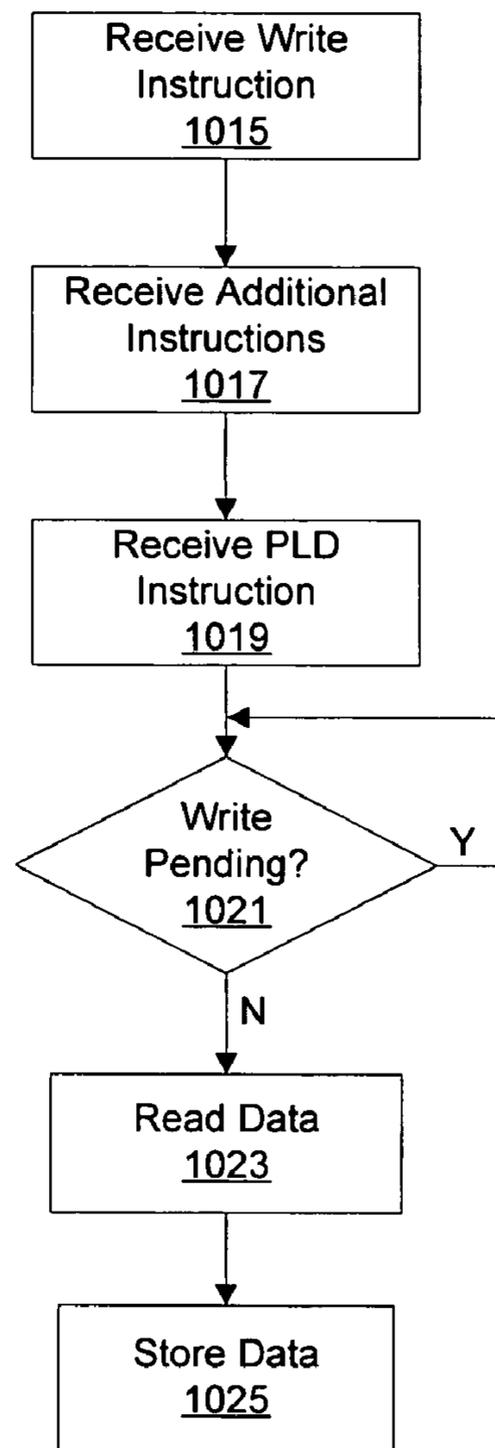 Receive Write
Instruction
1015
Receive Additional
Instructions
1017
Receive PLD
Instruction
1019
Write
Pending?
1021
Y
N
Read Data
1023
Store Data
1025